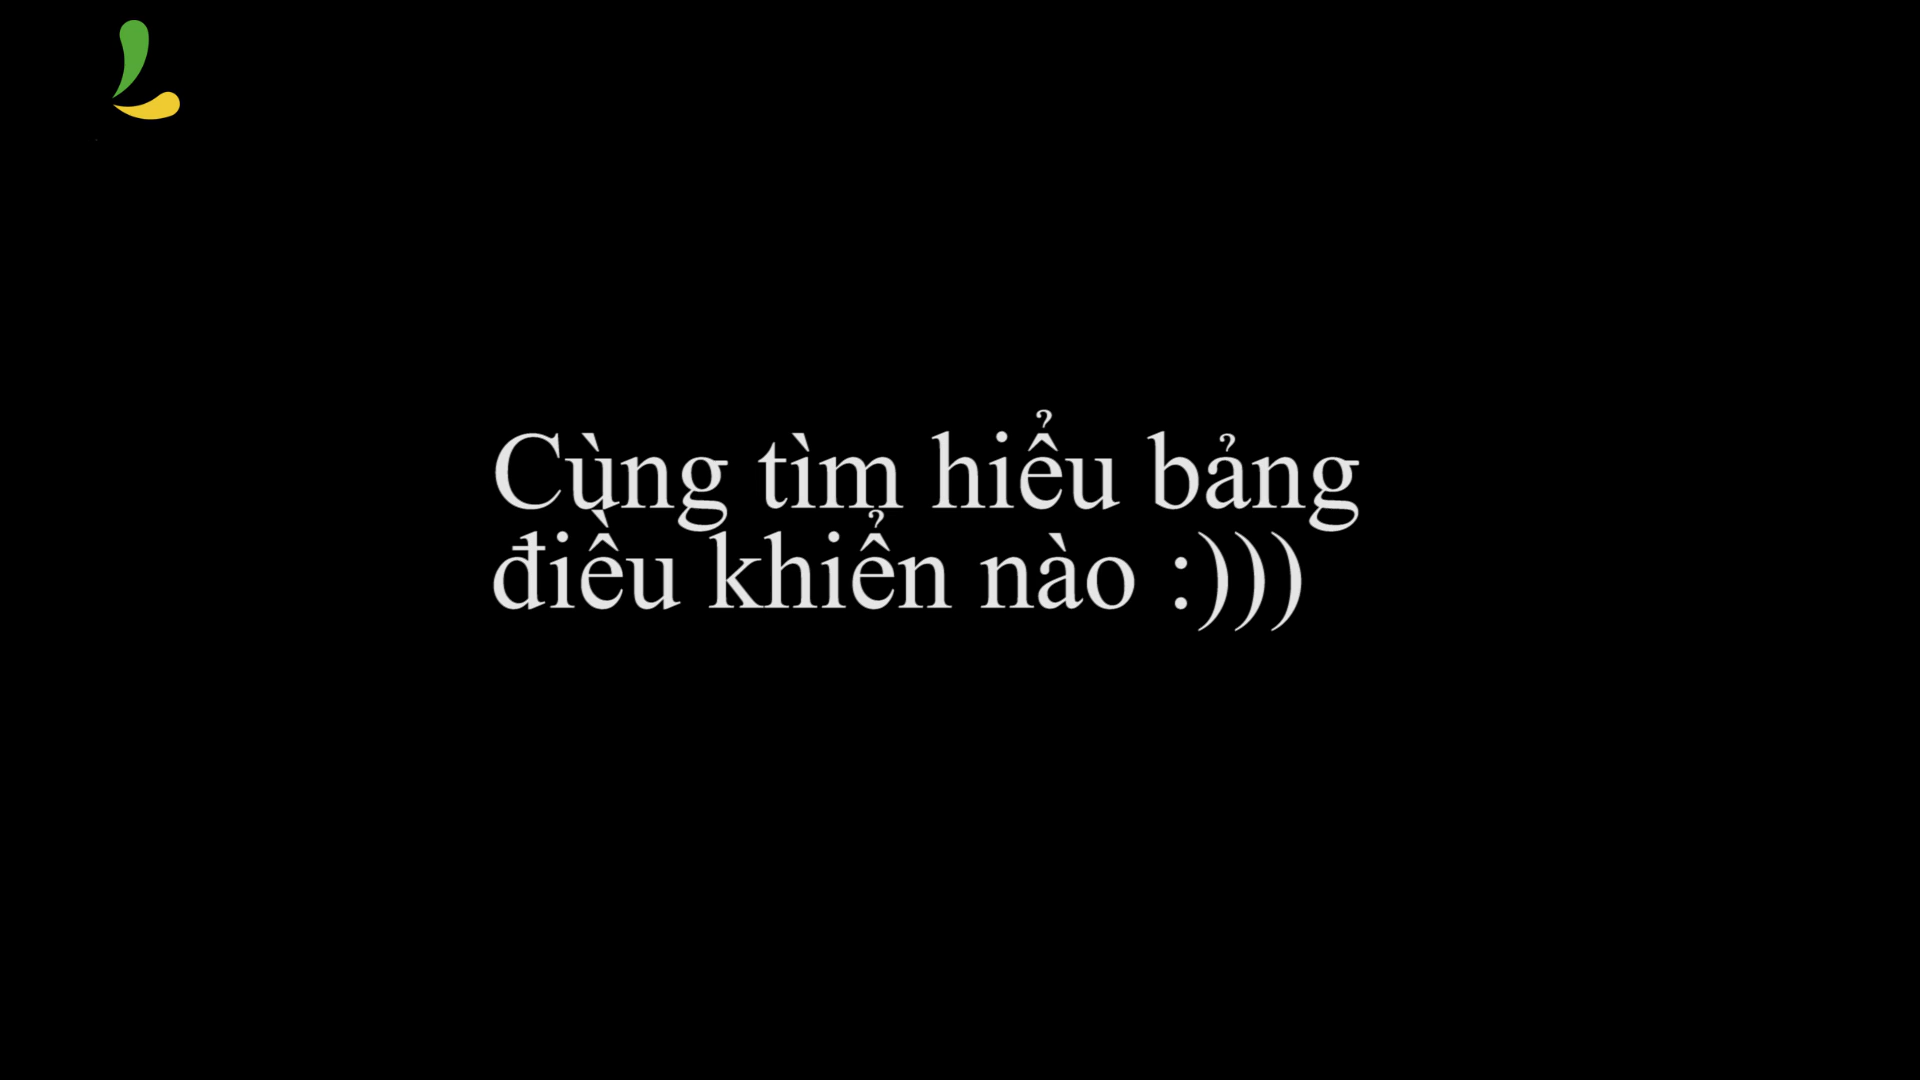 Cùng tìm hiểu bảng
điều khiển nào :)))